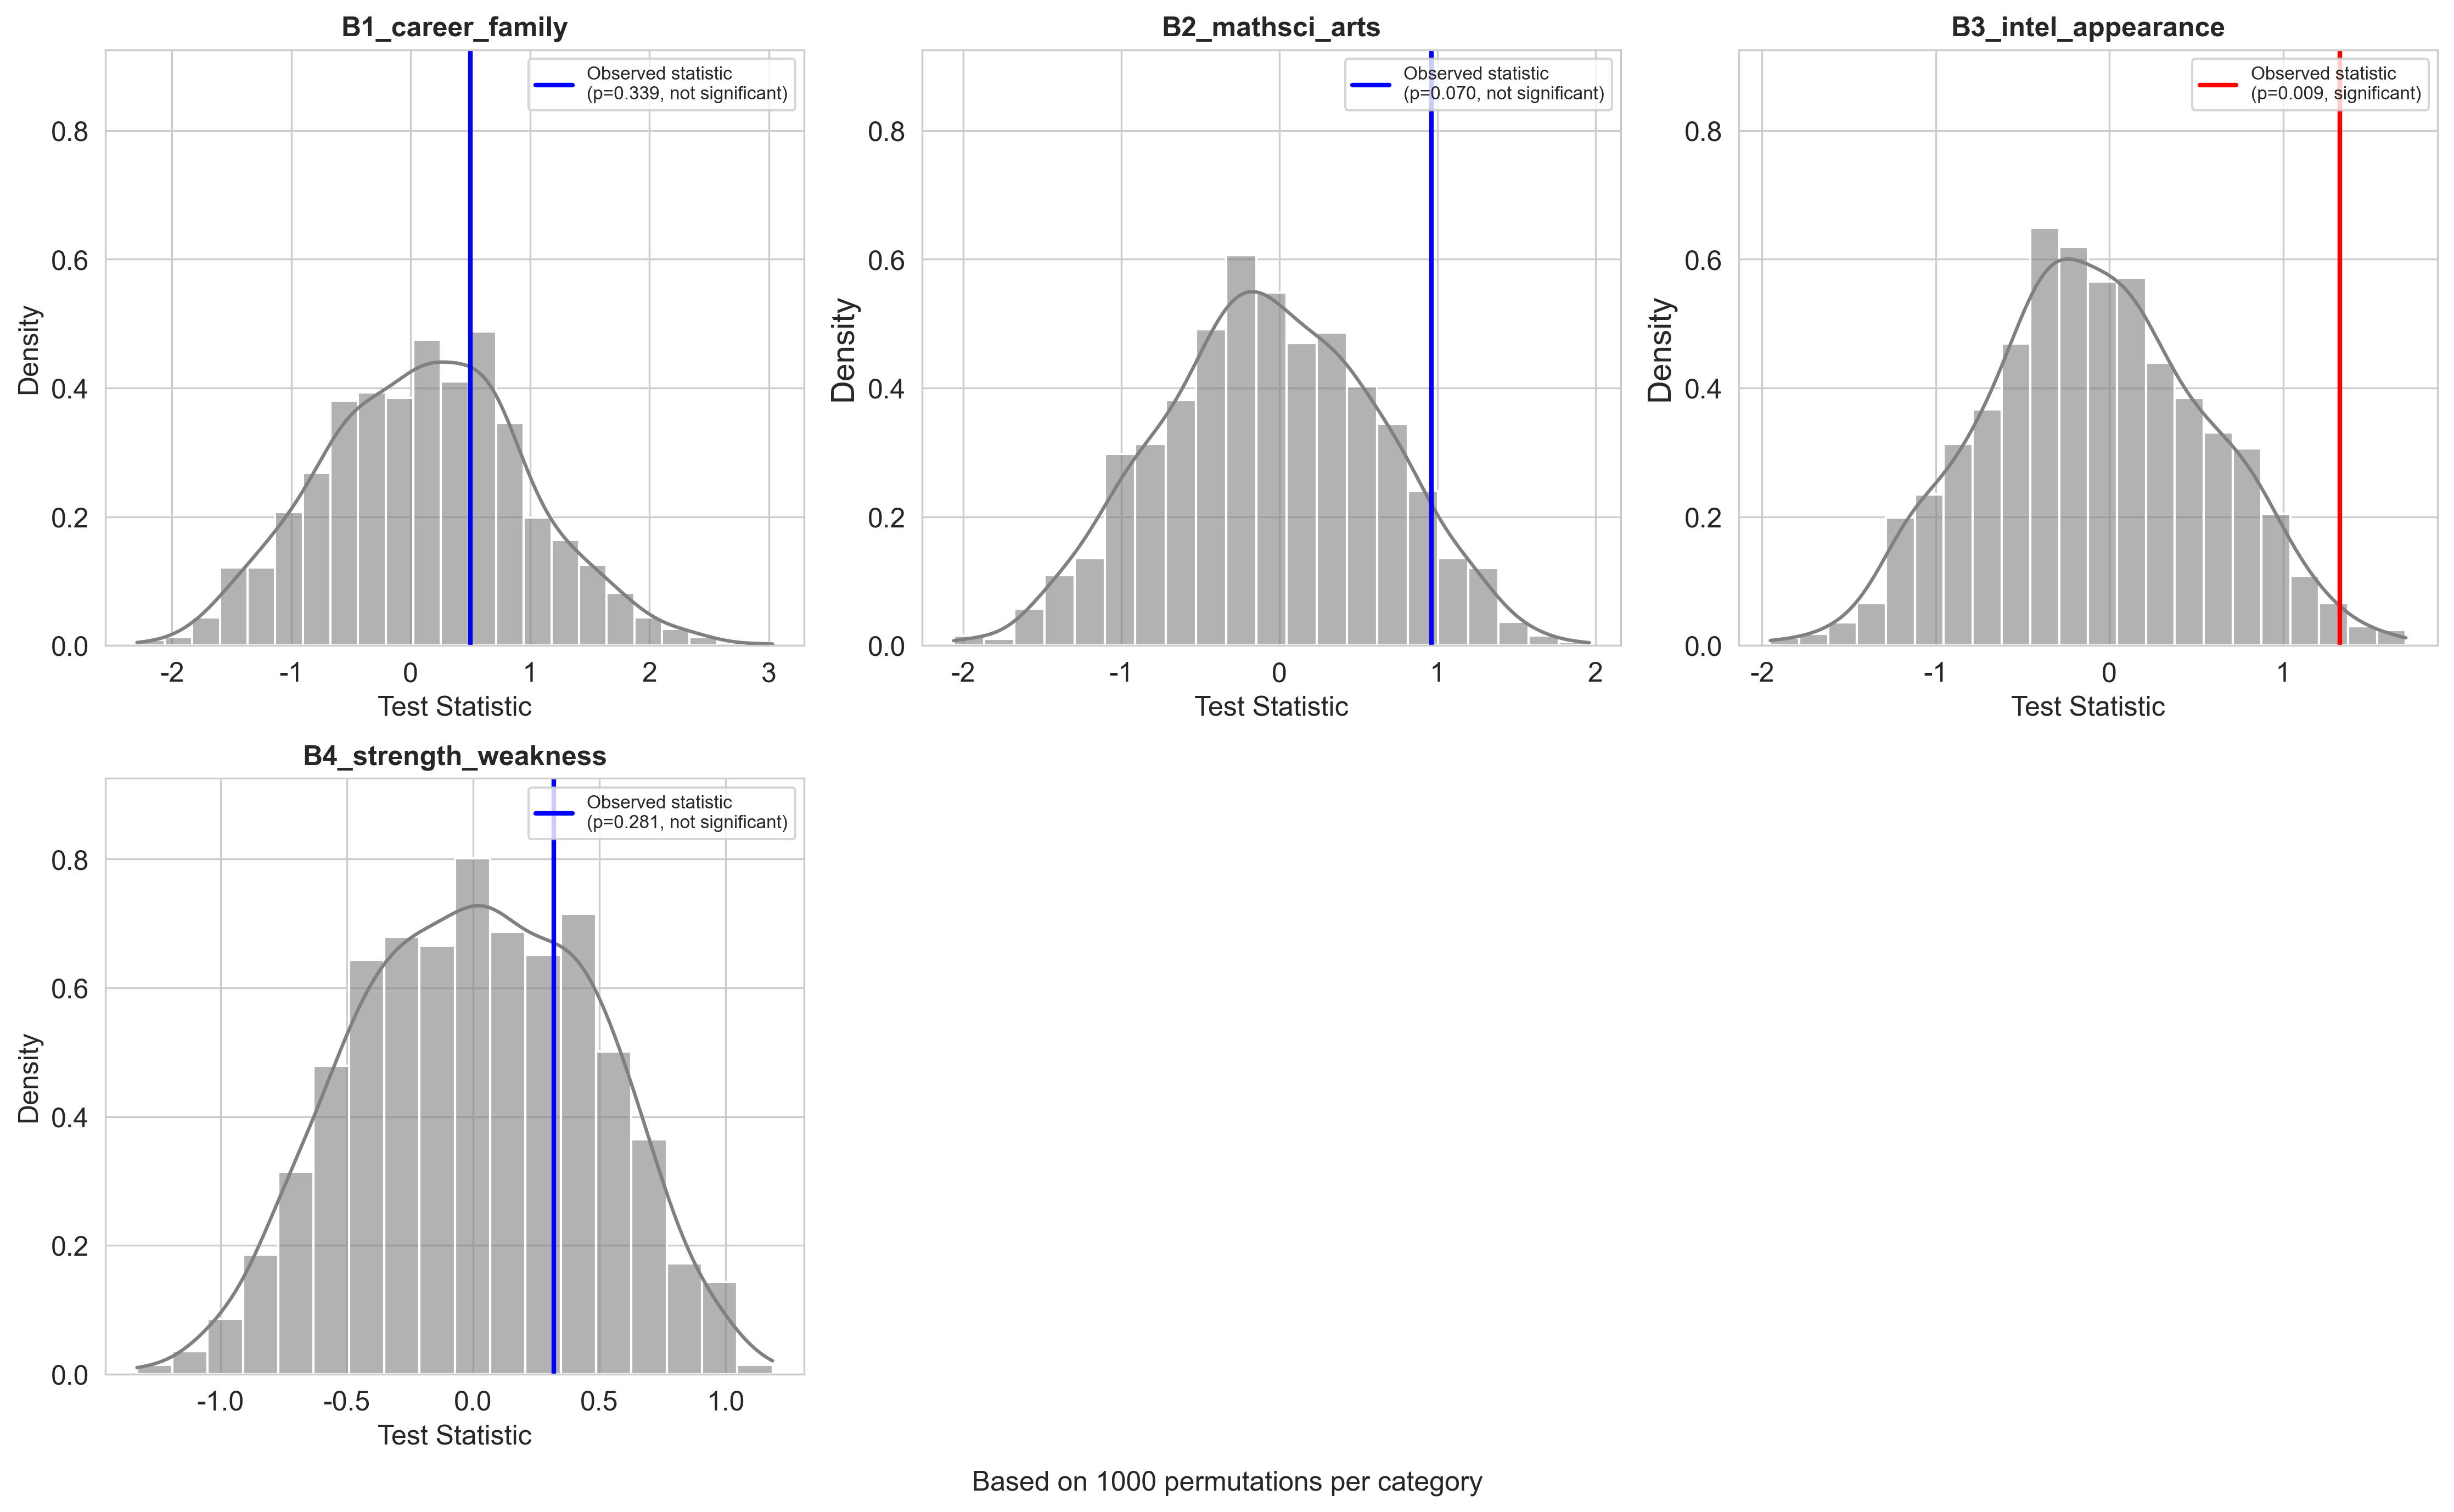 B1_career_family
Observed statistic
(p=0.339, not significant)
0.8
0.6
0.4
0.2
0.0
Density
-2 -1 0 1 2 3
Test Statistic
B2_mathsci_arts
Observed statistic
(p=0.070, not significant)
0.8
0.6
0.4
0.2
0.0
Density
-2 -1 0 1 2
Test Statistic
B3_intel_appearance
Observed statistic
(p=0.009, significant)
0.8
0.6
0.4
0.2
0.0
Density
-2 -1 0 1
Test Statistic
B4_strength_weakness
Observed statistic
(p=0.281, not significant)
0.8
0.6
0.4
0.2
0.0
Density
-1.0 -0.5 0.0 0.5 1.0
Test Statistic
Based on 1000 permutations per category